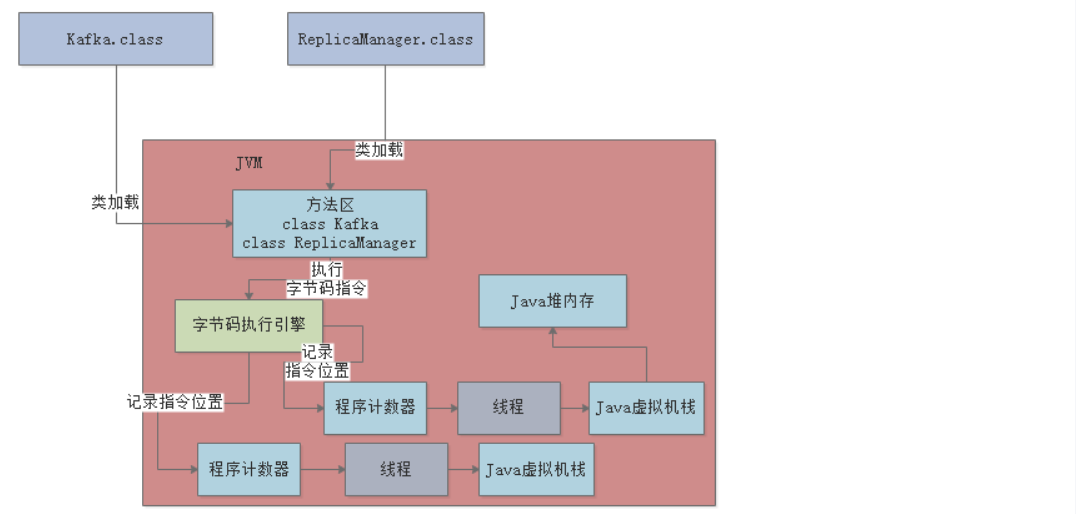 Kafka.class
ReplicaManager.class
类加载
JVM
类加载
方法区
class Kafka
class ReplicaManager
执行
字节码指令
Java堆内存
字节码执行引擎
记录
指令位置
记录指令位置
程序计数器
线程
Java虚拟机栈
程序计数器
线程
Java虚拟机栈